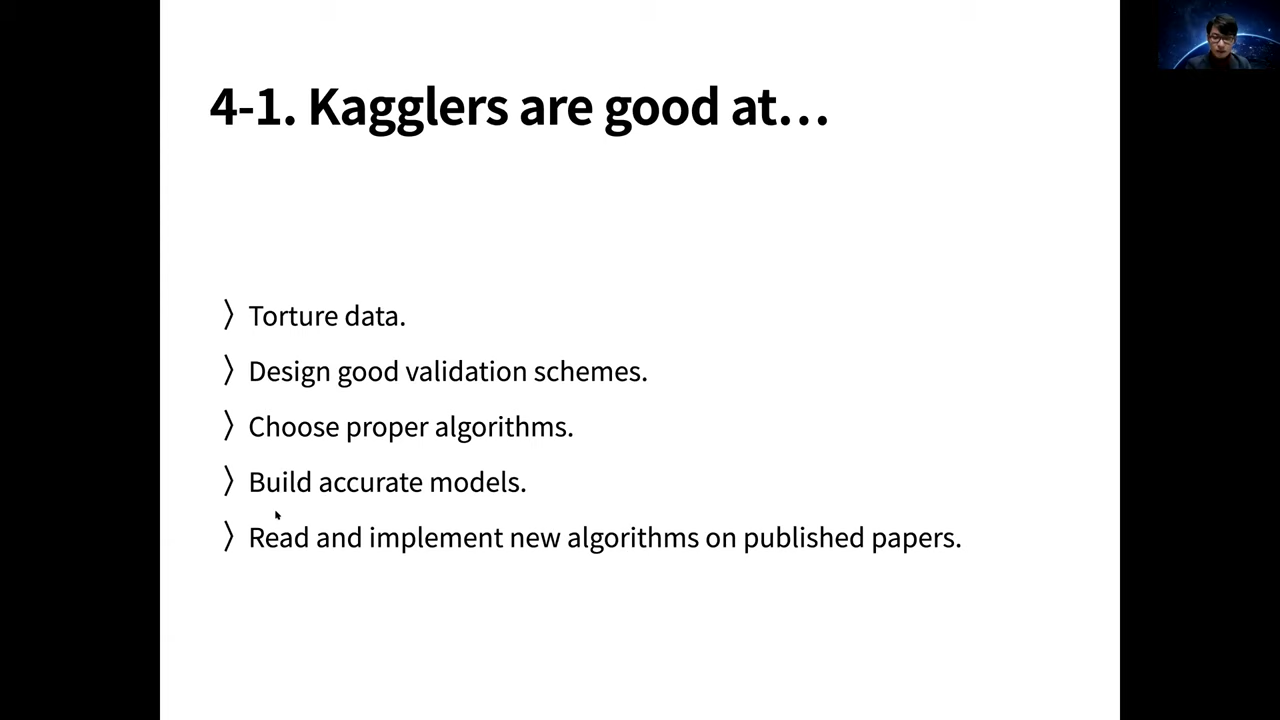 4-1. Kagglers are good at…
〉Torture data.
〉Design good validation schemes.
〉Choose proper algorithms.
〉Build accurate models.
〉Read and implement new algorithms on published papers.